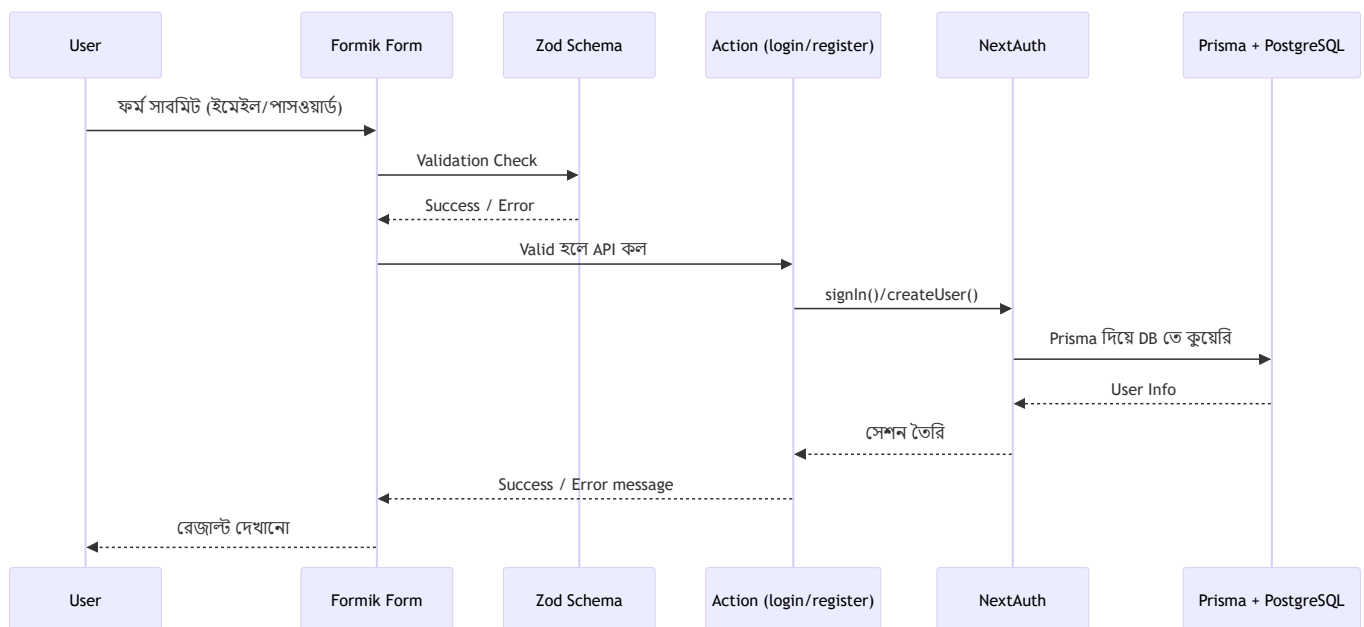 User
Formik Form
Zod Schema
Action (login/register)
NextAuth
Prisma + PostgreSQL
ফর্ম সাবমিট (ইমেইল/পাসওয়ার্ড)
Validation Check
Success / Error
Valid হলে API কল
signIn()/createUser()
Prisma দিয়ে DB তে কুয়েরি
User Info
সেশন তৈরি
Success / Error message
রেজাল্ট দেখানো
User
Formik Form
Zod Schema
Action (login/register)
NextAuth
Prisma + PostgreSQL